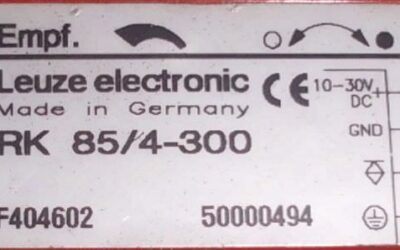 Empf.
Leuze electronic CE 10-30V
DC +
Made in Germany
GND
RK 85/4-300
F404602 50000494